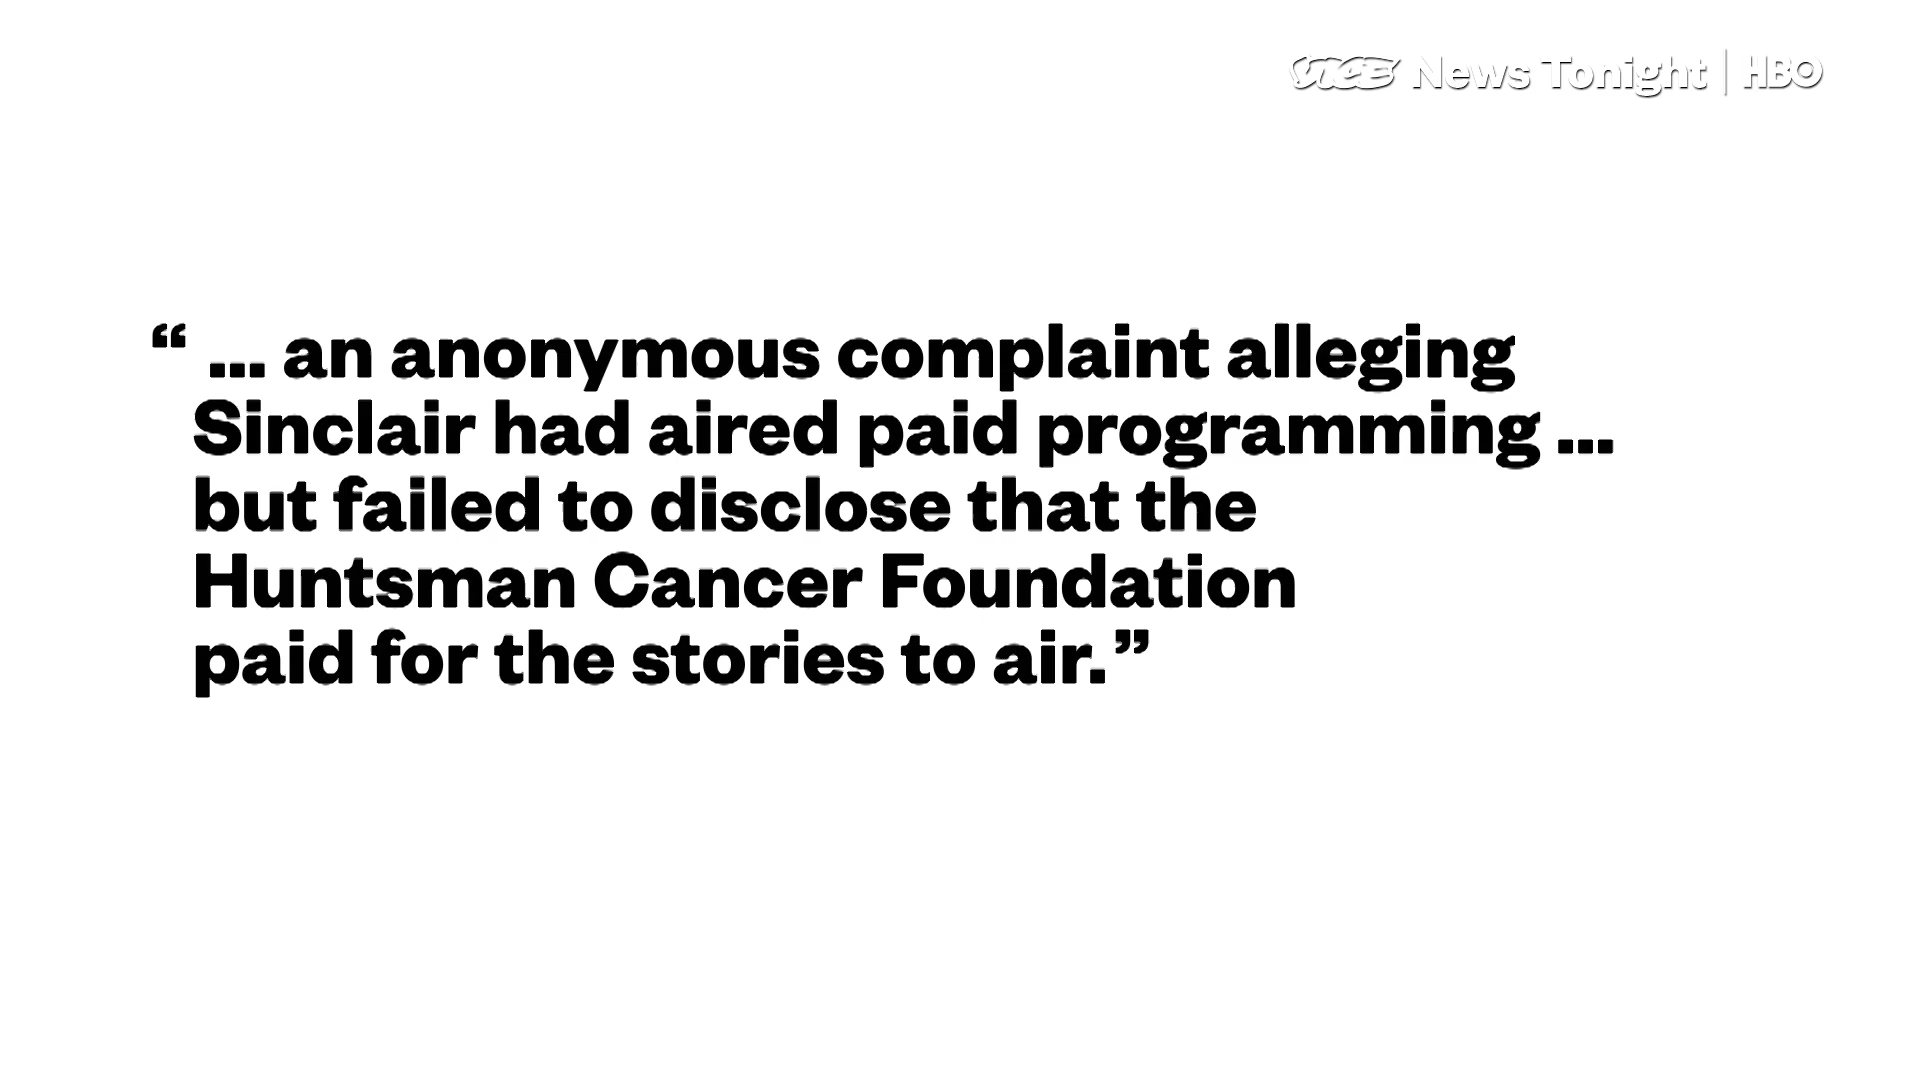 VICE News Tonight | HBO
“ ... an anonymous complaint alleging
Sinclair had aired paid programming ...
but failed to disclose that the
Huntsman Cancer Foundation
paid for the stories to air.”